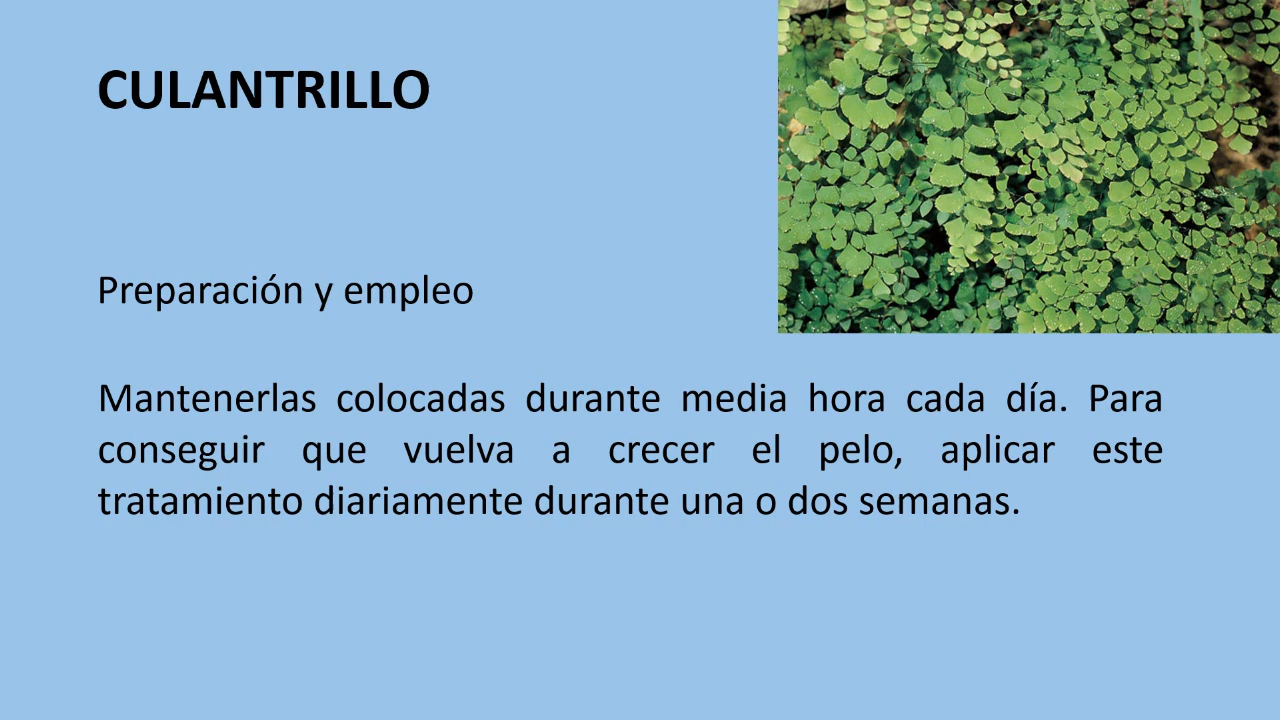 CULANTRILLO
Preparación y empleo
Mantenerlas colocadas durante media hora cada día. Para
conseguir que vuelva a crecer el pelo, aplicar este
tratamiento diariamente durante una o dos semanas.